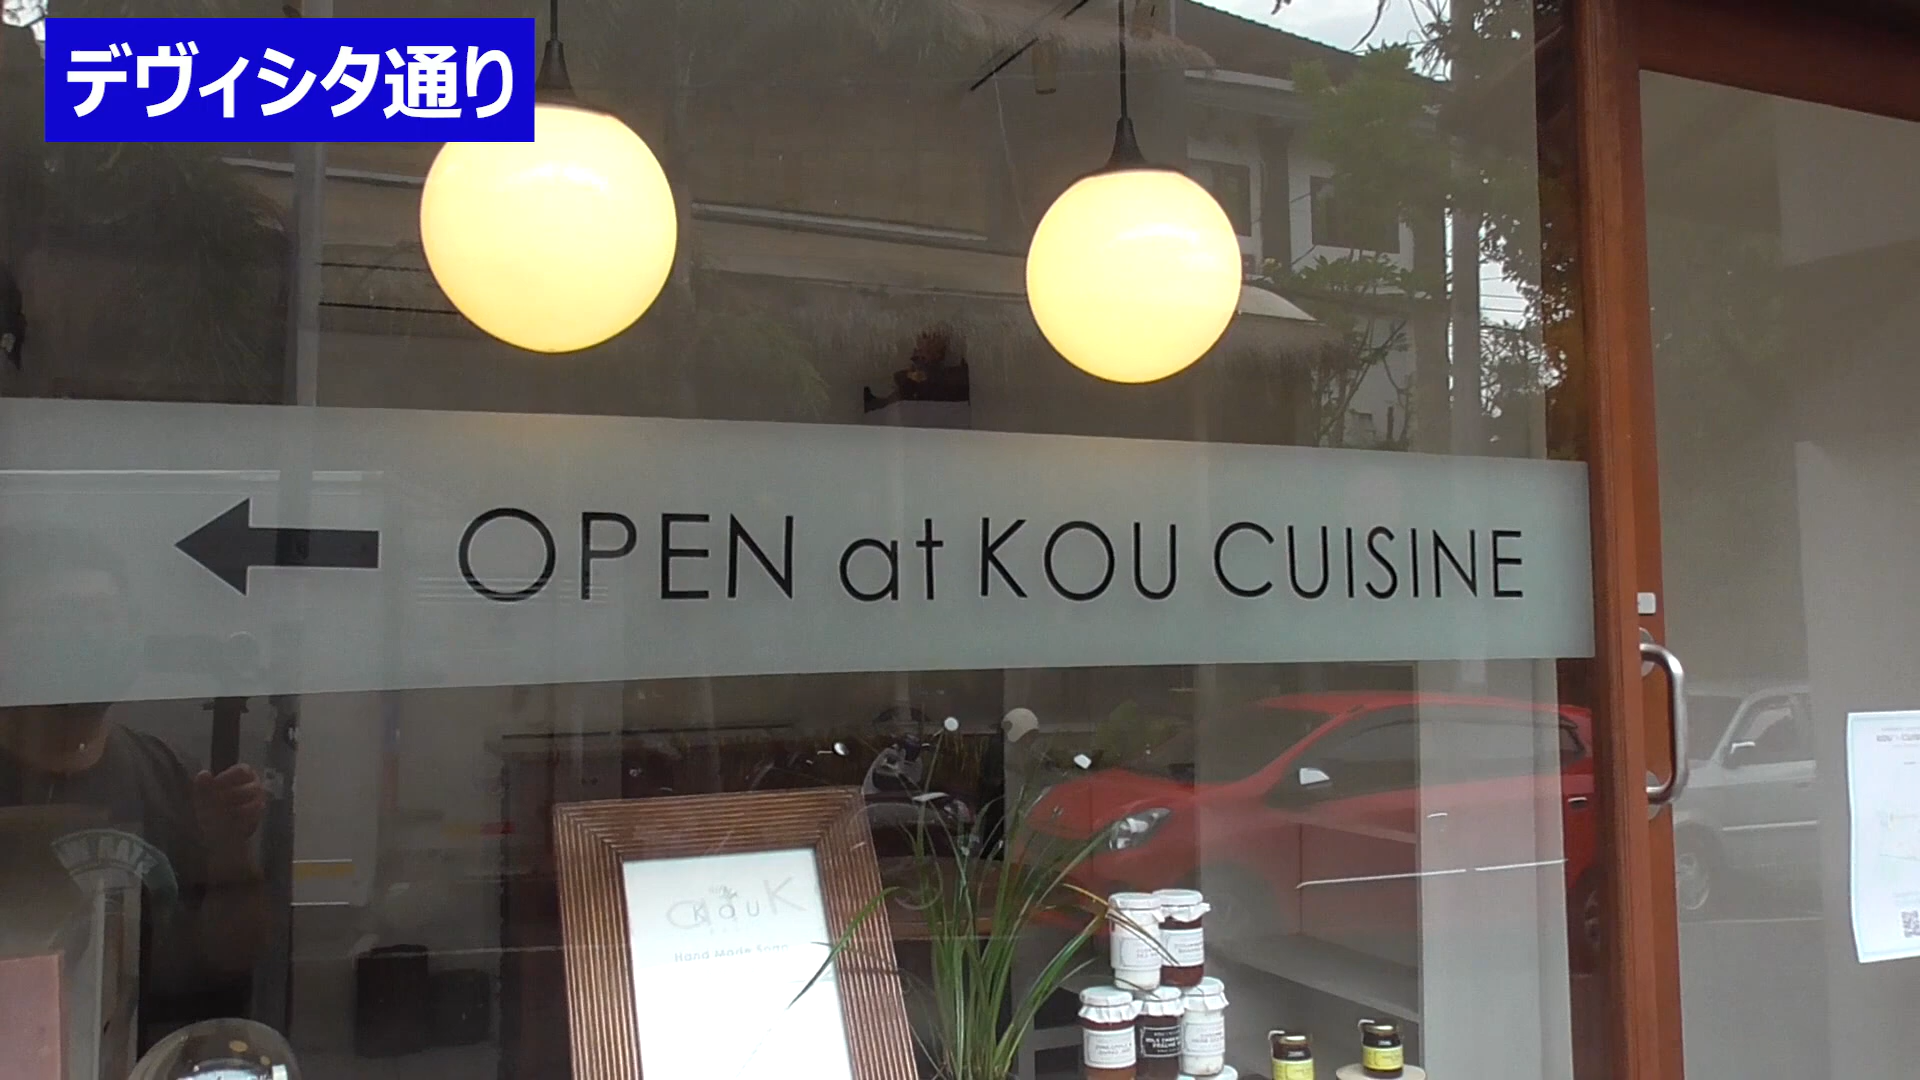 デヴィシタ通り
OPEN at KOU CUISINE
KOU
Hand Made Soap